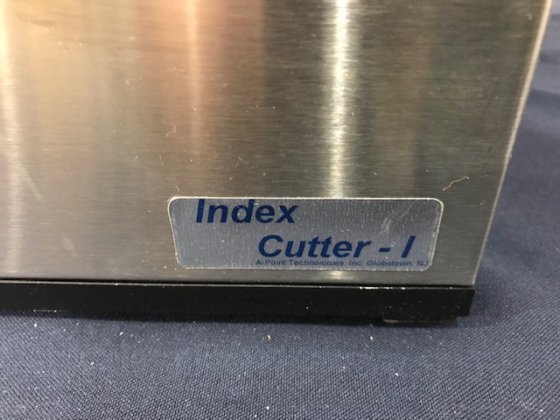 Index
Cutter - I
A-Point Technologies, Inc. Gibbstown, NJ